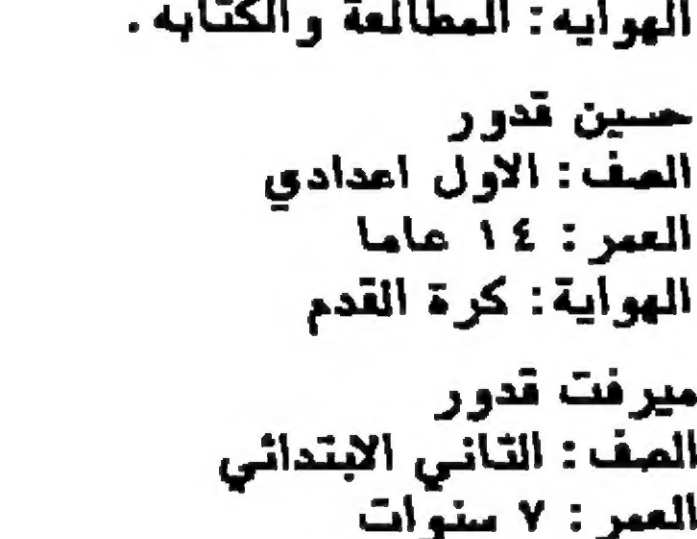 الهوايه: المطالعة والكتابه.
حسين قدور
الصف: الاول اعدادي
العمر: ١٤ عاما
الهواية: كرة القدم
ميرفت قدور
الصف: الثاني الابتدائي
العمر: ٧ سنوات